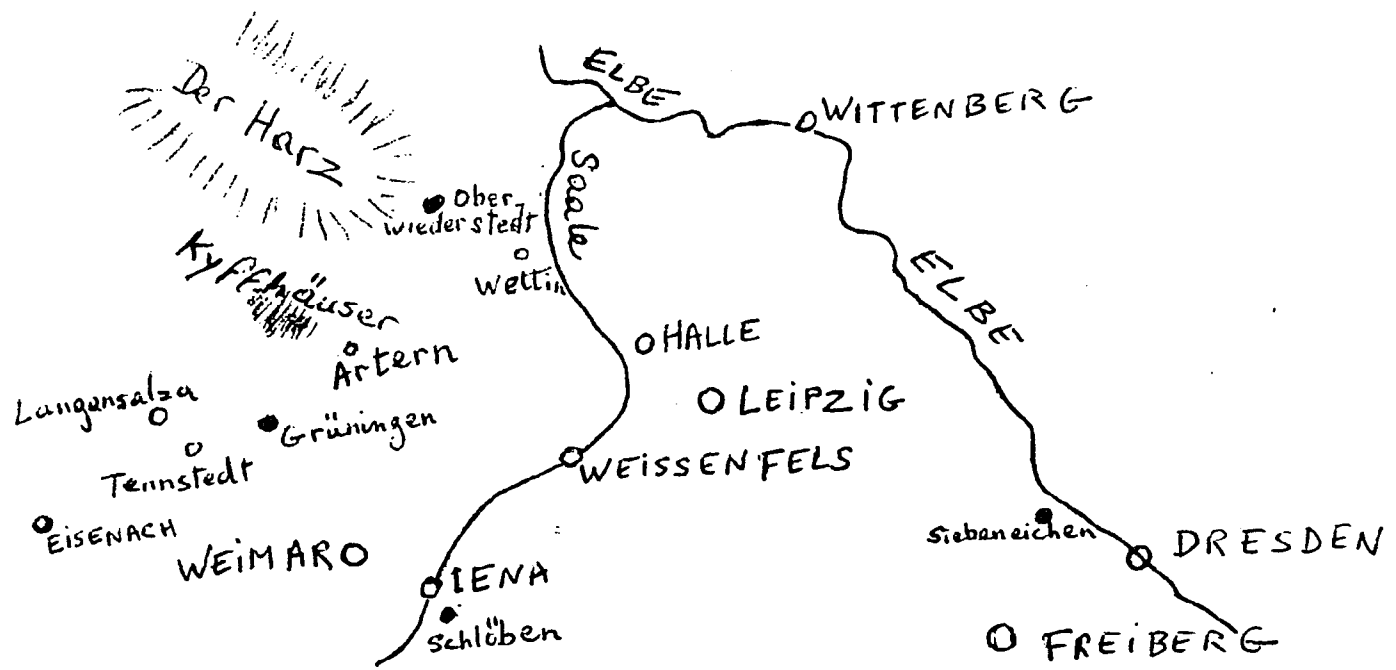 ELBE
WITTENBERG
Der Harz
Saale
Ober-
wiederstedt
Wettin
Kyffhäuser
ELBE
HALLE
Artern
Langensalza
LEIPZIG
Grüningen
Tennstedt
WEISSENFELS
EISENACH
WEIMAR
Siebeneichen
DRESDEN
IENA
Schlöben
FREIBERG